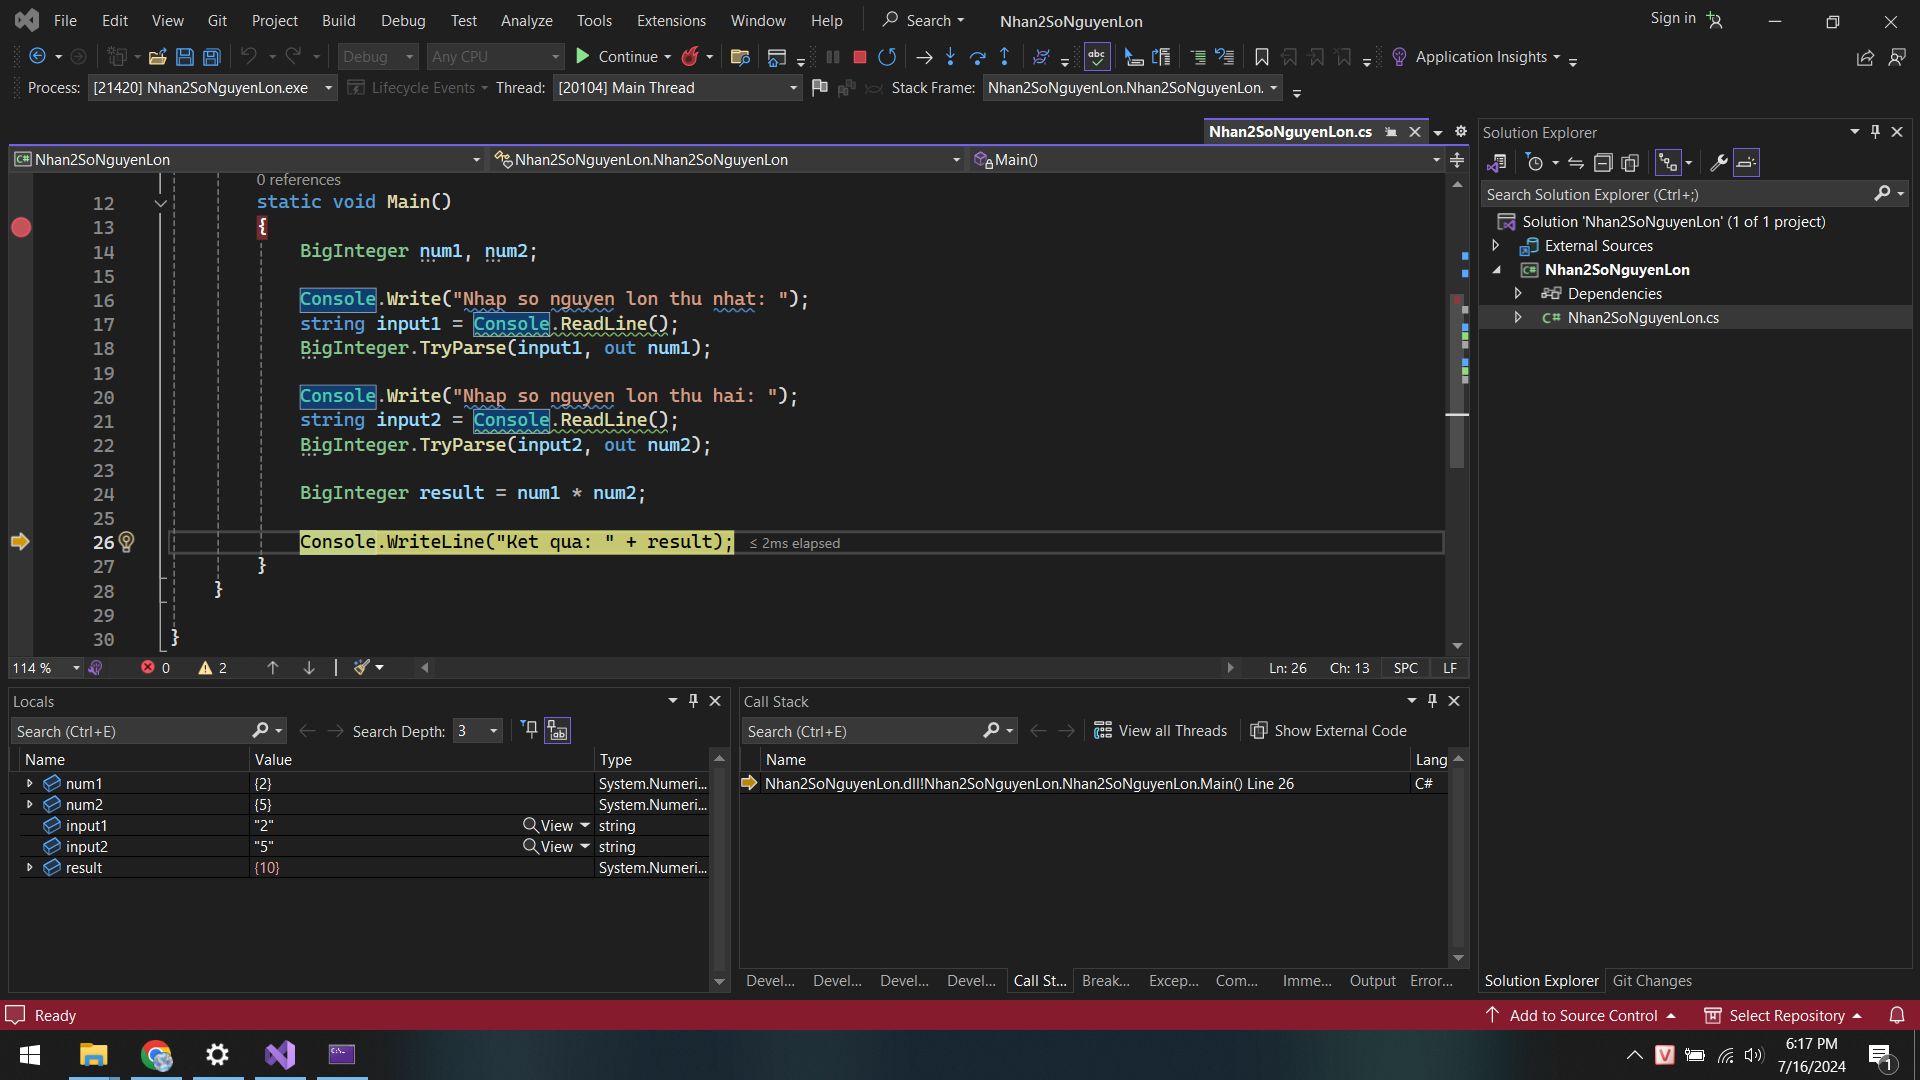 File Edit View Git Project Build Debug Test Analyze Tools Extensions Window Help Search Nhan2SoNguyenLon Sign in
Debug Any CPU Continue abc Application Insights
Process: [21420] Nhan2SoNguyenLon.exe Lifecycle Events Thread: [20104] Main Thread Stack Frame: Nhan2SoNguyenLon.Nhan2SoNguyenLon.
Nhan2SoNguyenLon.cs
C# Nhan2SoNguyenLon Nhan2SoNguyenLon.Nhan2SoNguyenLon Main()
0 references
12 static void Main()
13 {
14 BigInteger num1, num2;
15
16 Console.Write("Nhap so nguyen lon thu nhat: ");
17 string input1 = Console.ReadLine();
18 BigInteger.TryParse(input1, out num1);
19
20 Console.Write("Nhap so nguyen lon thu hai: ");
21 string input2 = Console.ReadLine();
22 BigInteger.TryParse(input2, out num2);
23
24 BigInteger result = num1 * num2;
25
26 Console.WriteLine("Ket qua: " + result); ≤ 2ms elapsed
27 }
28 }
29
30 }
114 % 0 2 Ln: 26 Ch: 13 SPC LF
Locals
Search (Ctrl+E) Search Depth: 3
Name Value Type
num1 {2} System.Numeri...
num2 {5} System.Numeri...
input1 "2" View string
input2 "5" View string
result {10} System.Numeri...
Call Stack
Search (Ctrl+E) View all Threads Show External Code
Name Lang
Nhan2SoNguyenLon.dll!Nhan2SoNguyenLon.Nhan2SoNguyenLon.Main() Line 26 C#
Devel... Devel... Devel... Devel... Call St... Break... Excep... Com... Imme... Output Error...
Solution Explorer
Search Solution Explorer (Ctrl+;)
Solution 'Nhan2SoNguyenLon' (1 of 1 project)
External Sources
C# Nhan2SoNguyenLon
Dependencies
C# Nhan2SoNguyenLon.cs
Solution Explorer Git Changes
Ready Add to Source Control Select Repository
V 6:17 PM
7/16/2024 1